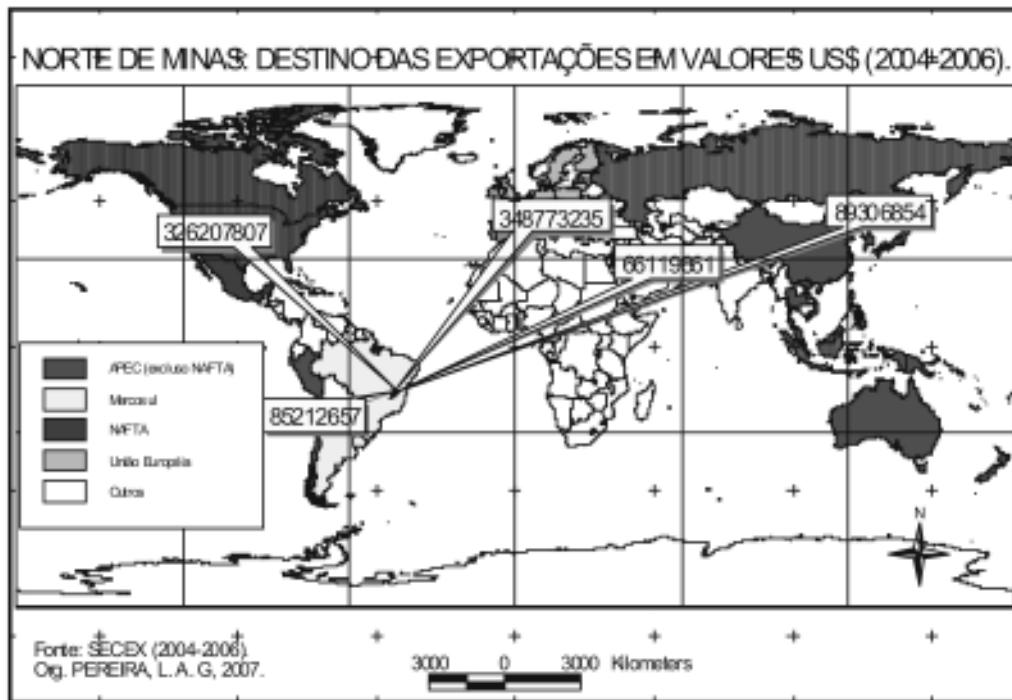 NORTE DE MINAS: DESTINO DAS EXPORTAÇÕES EM VALORES US$ (2004-2006).
326207807
348773235
89306854
66119861
85212657
APEC (excluso NAFTA)
Mercosul
NAFTA
União Européia
Outros
N
Fonte: SECEX (2004-2006).
Org. PEREIRA, L. A. G, 2007.
3000 0 3000 Kilometers